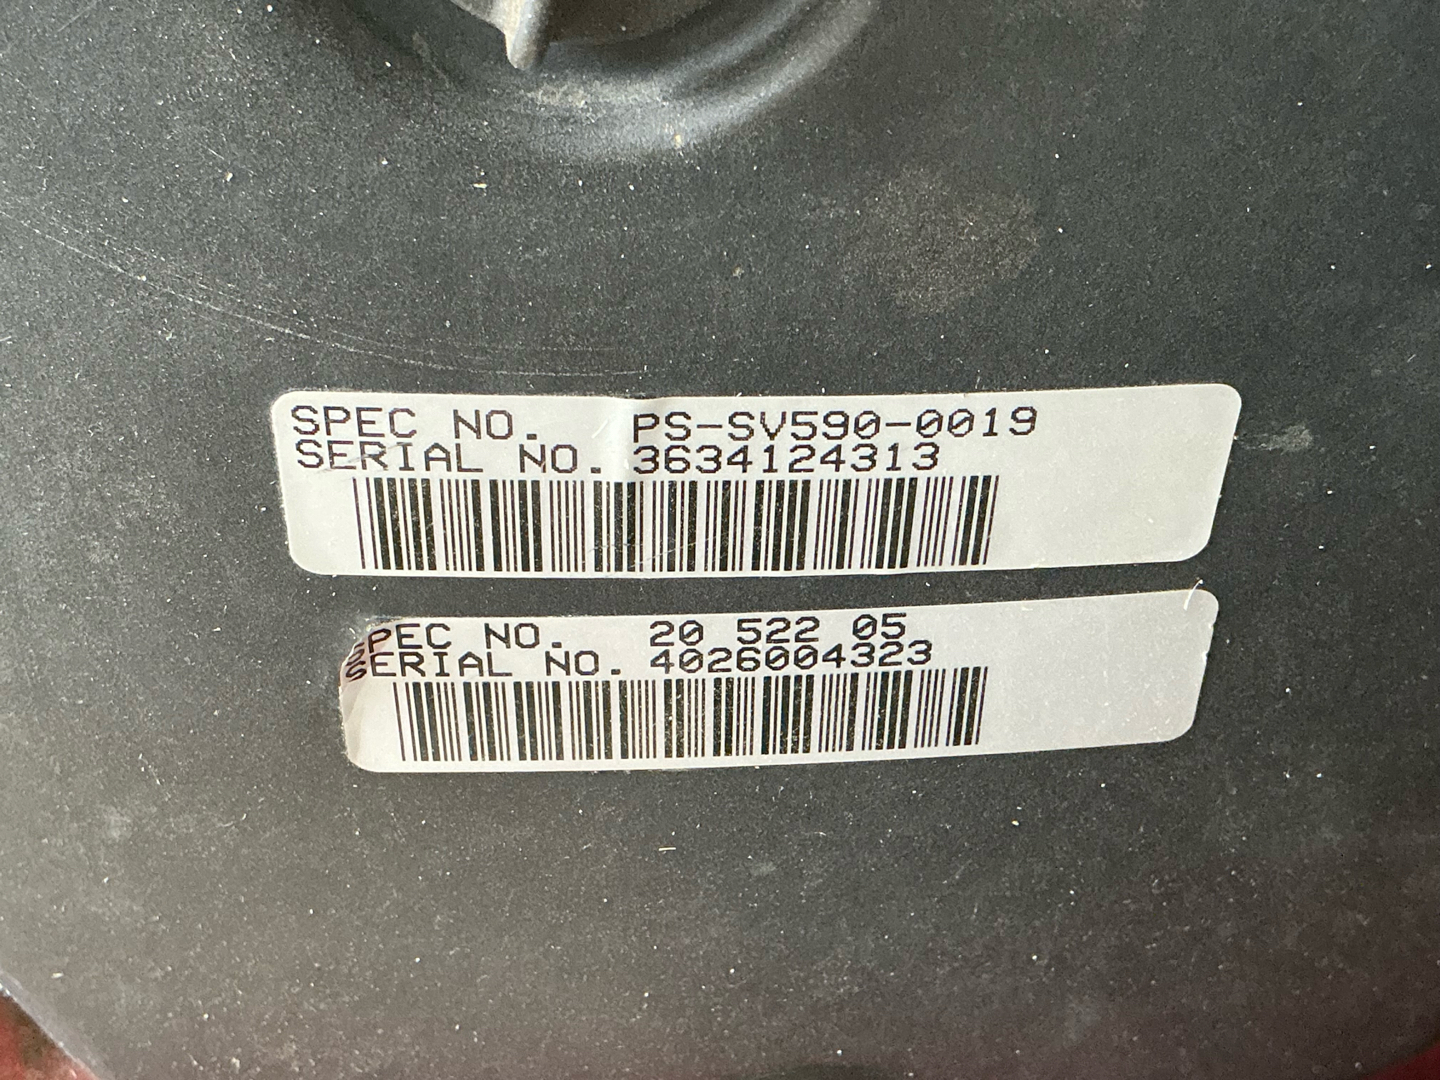 SPEC NO. PS-SV590-0019
SERIAL NO. 3634124313
SPEC NO. 20 522 05
SERIAL NO. 4026004323